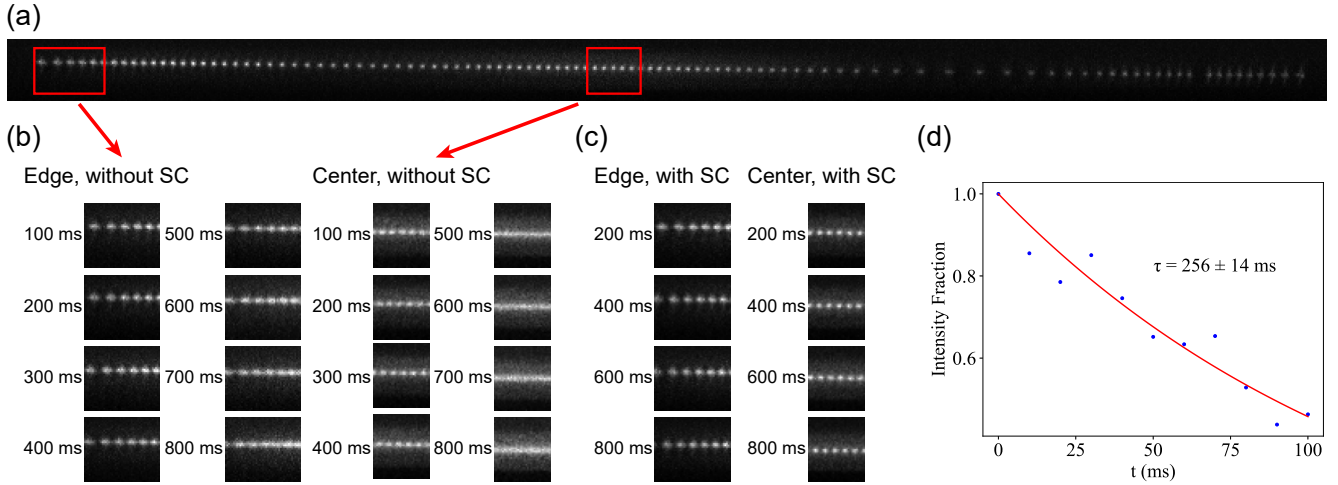 (a)
(b)
Edge, without SC
Center, without SC
100 ms
500 ms
100 ms
500 ms
200 ms
600 ms
200 ms
600 ms
300 ms
700 ms
300 ms
700 ms
400 ms
800 ms
400 ms
800 ms
(c)
Edge, with SC
Center, with SC
200 ms
200 ms
400 ms
400 ms
600 ms
600 ms
800 ms
800 ms
(d)
1.0
0.8
0.6
Intensity Fraction
τ = 256 ± 14 ms
0
25
50
75
100
t (ms)